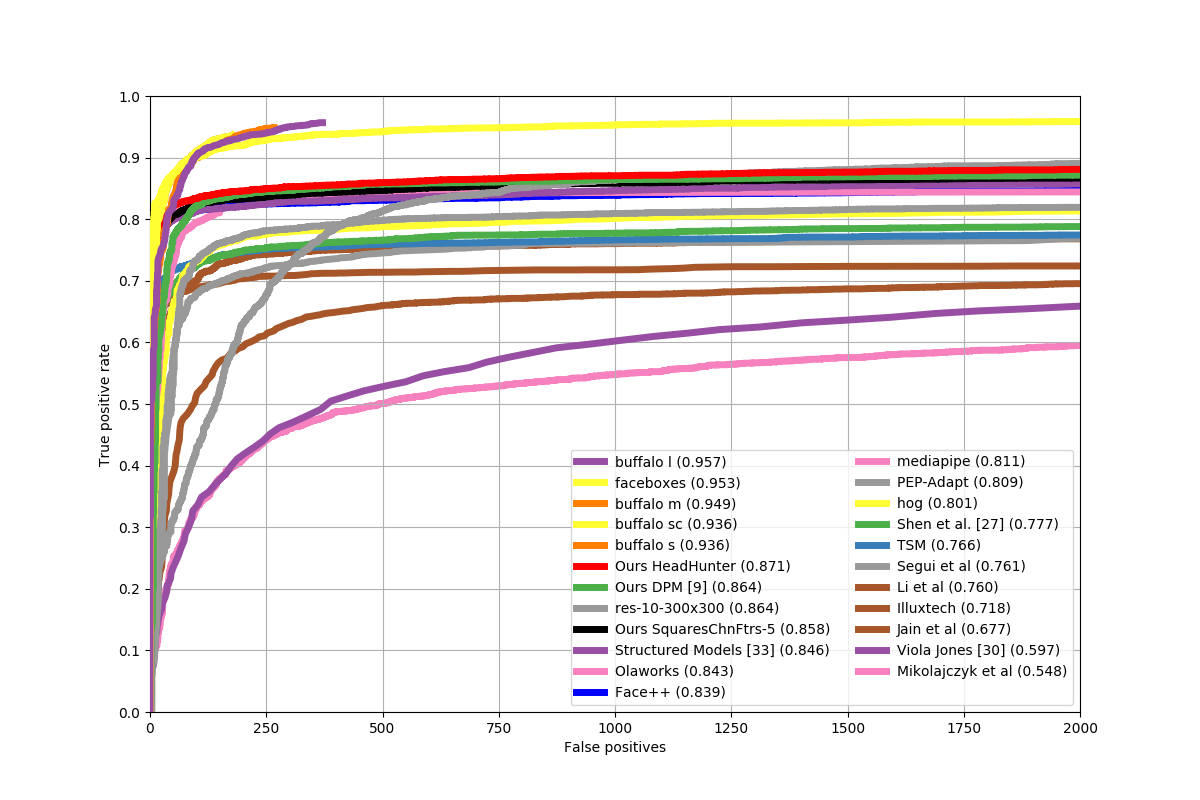 1.0
0.9
0.8
0.7
0.6
0.5
0.4
0.3
0.2
0.1
0.0
True positive rate
buffalo l (0.957)
faceboxes (0.953)
buffalo m (0.949)
buffalo sc (0.936)
buffalo s (0.936)
Ours HeadHunter (0.871)
Ours DPM [9] (0.864)
res-10-300x300 (0.864)
Ours SquaresChnFtrs-5 (0.858)
Structured Models [33] (0.846)
Olaworks (0.843)
Face++ (0.839)
mediapipe (0.811)
PEP-Adapt (0.809)
hog (0.801)
Shen et al. [27] (0.777)
TSM (0.766)
Segui et al (0.761)
Li et al (0.760)
Illuxtech (0.718)
Jain et al (0.677)
Viola Jones [30] (0.597)
Mikolajczyk et al (0.548)
0 250 500 750 1000 1250 1500 1750 2000
False positives